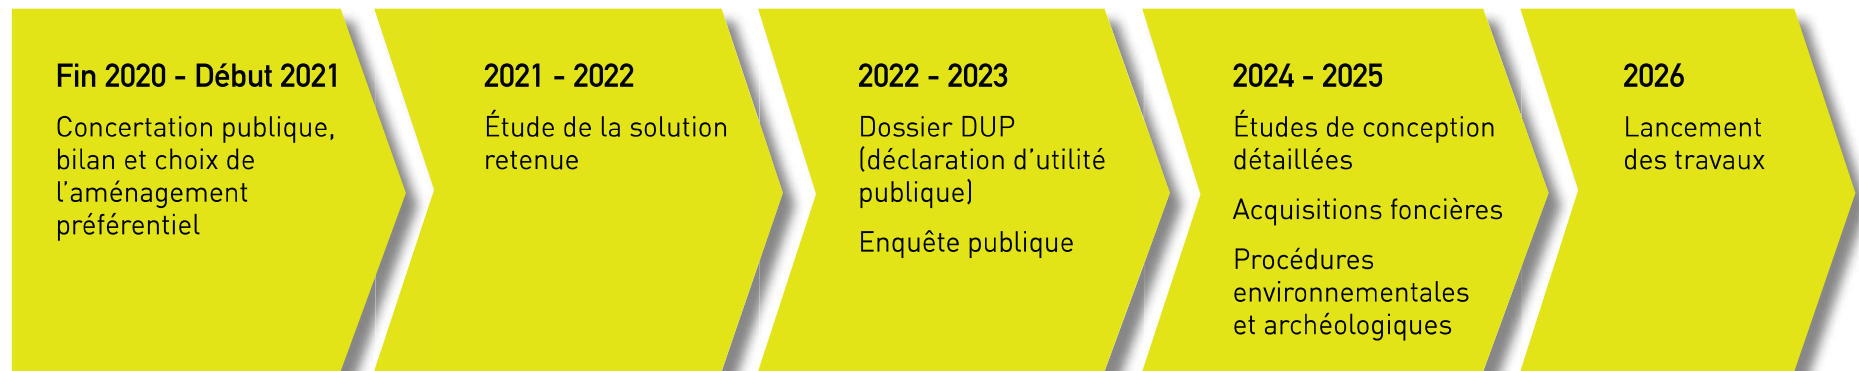 Fin 2020 - Début 2021
Concertation publique,
bilan et choix de
l’aménagement
préférentiel
2021 - 2022
Étude de la solution
retenue
2022 - 2023
Dossier DUP
(déclaration d’utilité
publique)
Enquête publique
2024 - 2025
Études de conception
détaillées
Acquisitions foncières
Procédures
environnementales
et archéologiques
2026
Lancement
des travaux